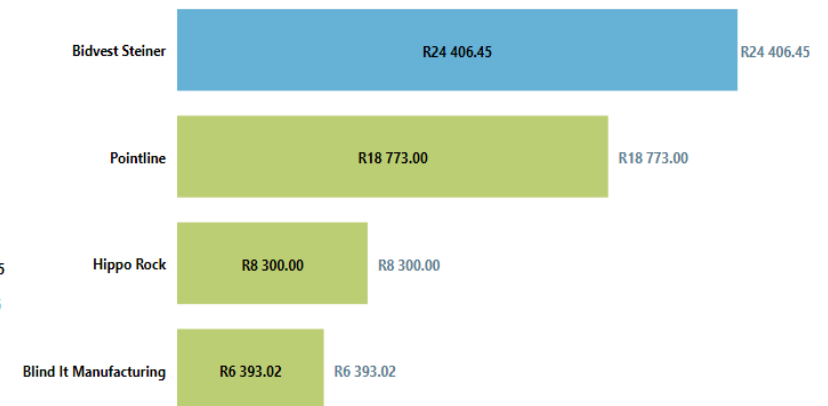 Bidvest Steiner R24 406.45 R24 406.45
Pointline R18 773.00 R18 773.00
Hippo Rock R8 300.00 R8 300.00
5
Blind It Manufacturing R6 393.02 R6 393.02